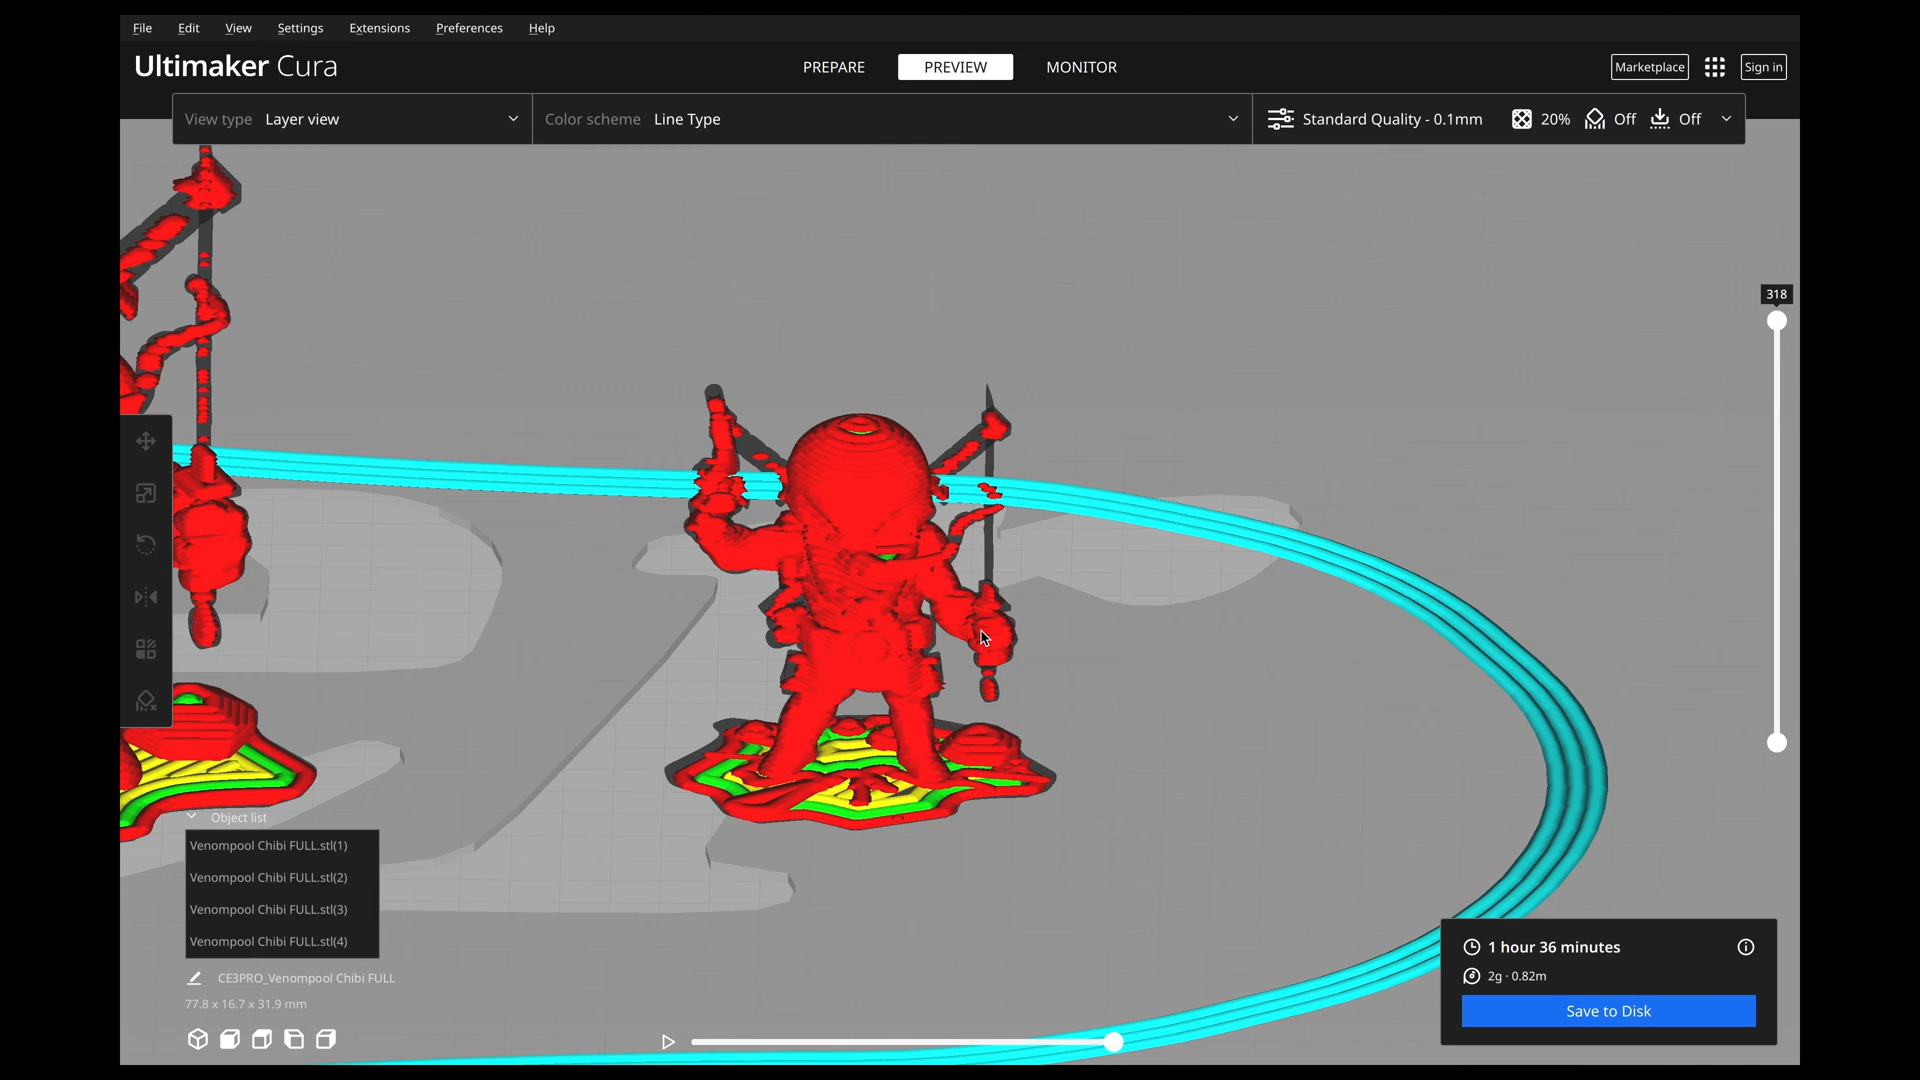 File Edit View Settings Extensions Preferences Help
Ultimaker Cura
PREPARE PREVIEW MONITOR
Marketplace Sign in
View type Layer view Color scheme Line Type Standard Quality - 0.1mm 20% Off Off
318
Object list
Venompool Chibi FULL.stl(1)
Venompool Chibi FULL.stl(2)
Venompool Chibi FULL.stl(3)
Venompool Chibi FULL.stl(4)
CE3PRO_Venompool Chibi FULL
77.8 x 16.7 x 31.9 mm
1 hour 36 minutes
2g · 0.82m
Save to Disk